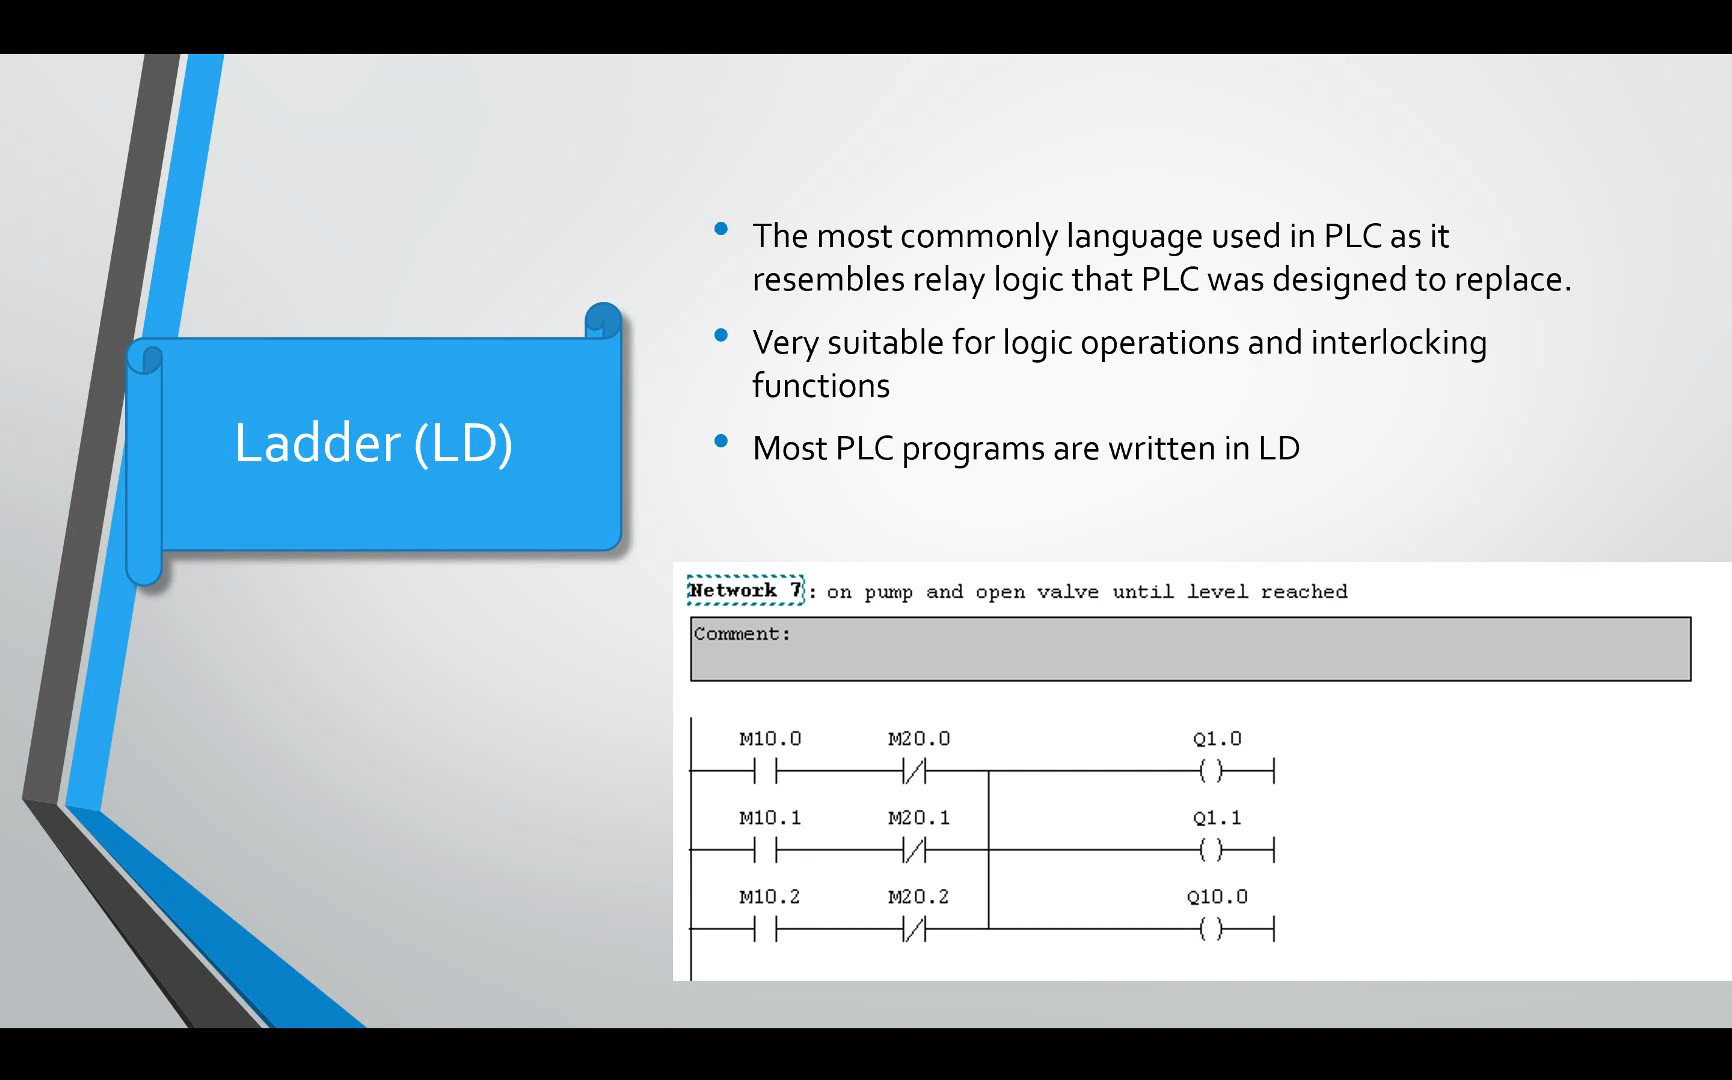 Ladder (LD)
The most commonly language used in PLC as it
resembles relay logic that PLC was designed to replace.
Very suitable for logic operations and interlocking
functions
Most PLC programs are written in LD
Network 7: on pump and open valve until level reached
Comment:
M10.0 M20.0 Q1.0
M10.1 M20.1 Q1.1
M10.2 M20.2 Q10.0